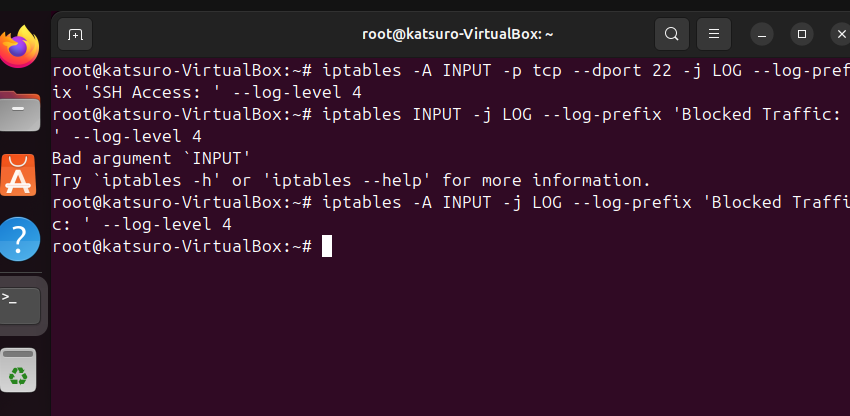 root@katsuro-VirtualBox: ~
root@katsuro-VirtualBox:~# iptables -A INPUT -p tcp --dport 22 -j LOG --log-pref
ix 'SSH Access: ' --log-level 4
root@katsuro-VirtualBox:~# iptables INPUT -j LOG --log-prefix 'Blocked Traffic:
' --log-level 4
Bad argument `INPUT'
Try `iptables -h' or 'iptables --help' for more information.
root@katsuro-VirtualBox:~# iptables -A INPUT -j LOG --log-prefix 'Blocked Traffi
c: ' --log-level 4
root@katsuro-VirtualBox:~#